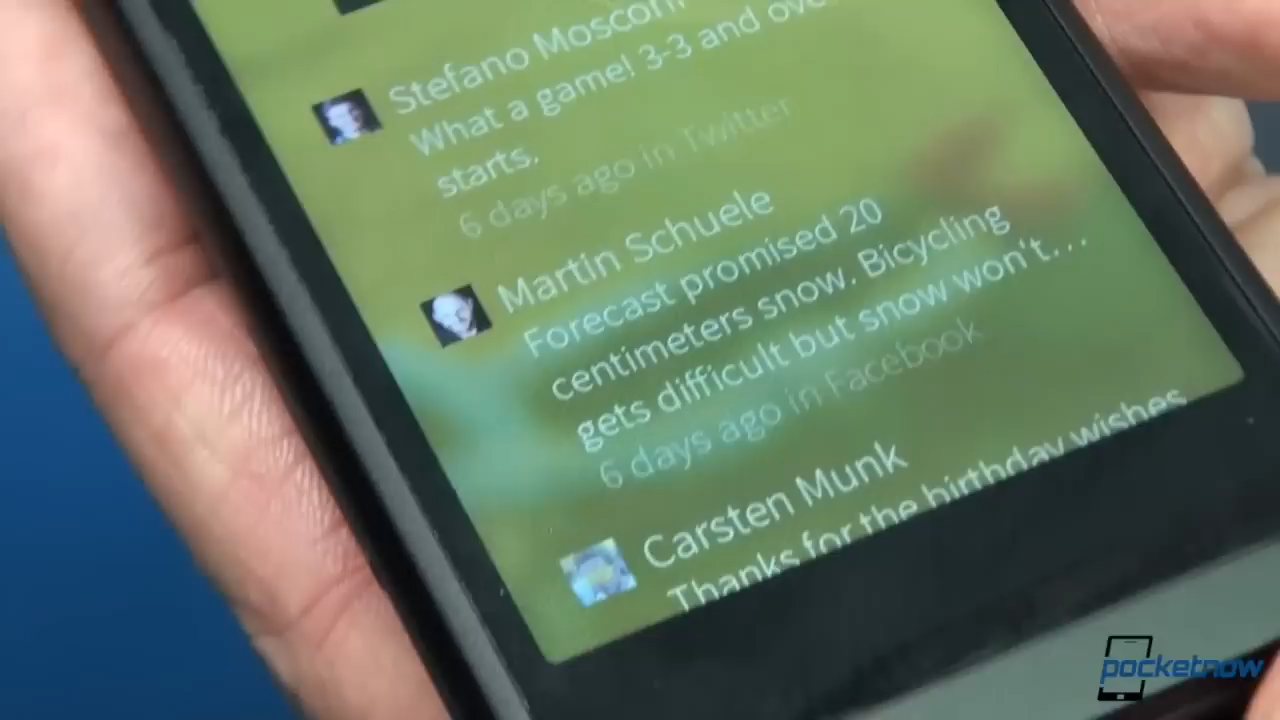 Stefano Moscon
What a game! 3-3 and ove
starts.
6 days ago in Twitter
Martin Schuele
Forecast promised 20
centimeters snow. Bicycling
gets difficult but snow won't...
6 days ago in Facebook
Carsten Munk
Thanks for the birthday wishes
pocketnow